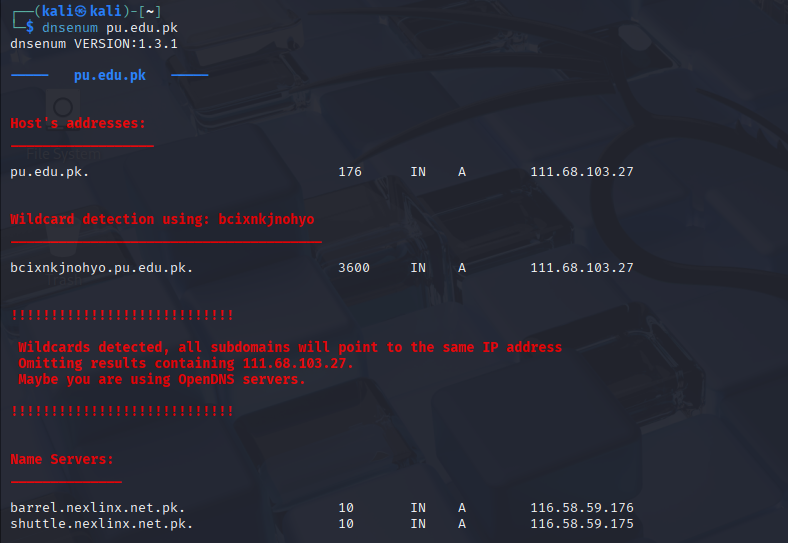 ┌──(kali㉿kali)-[~]
└─$ dnsenum pu.edu.pk
dnsenum VERSION:1.3.1
----- pu.edu.pk -----
Host's addresses:
__________________
pu.edu.pk. 176 IN A 111.68.103.27
File System
Wildcard detection using: bcixnkjnohyo
_______________________________________
bcixnkjnohyo.pu.edu.pk. 3600 IN A 111.68.103.27
Trash
!!!!!!!!!!!!!!!!!!!!!!!!!!!!
Wildcards detected, all subdomains will point to the same IP address
Omitting results containing 111.68.103.27.
Maybe you are using OpenDNS servers.
!!!!!!!!!!!!!!!!!!!!!!!!!!!!
Name Servers:
______________
barrel.nexlinx.net.pk. 10 IN A 116.58.59.176
shuttle.nexlinx.net.pk. 10 IN A 116.58.59.175